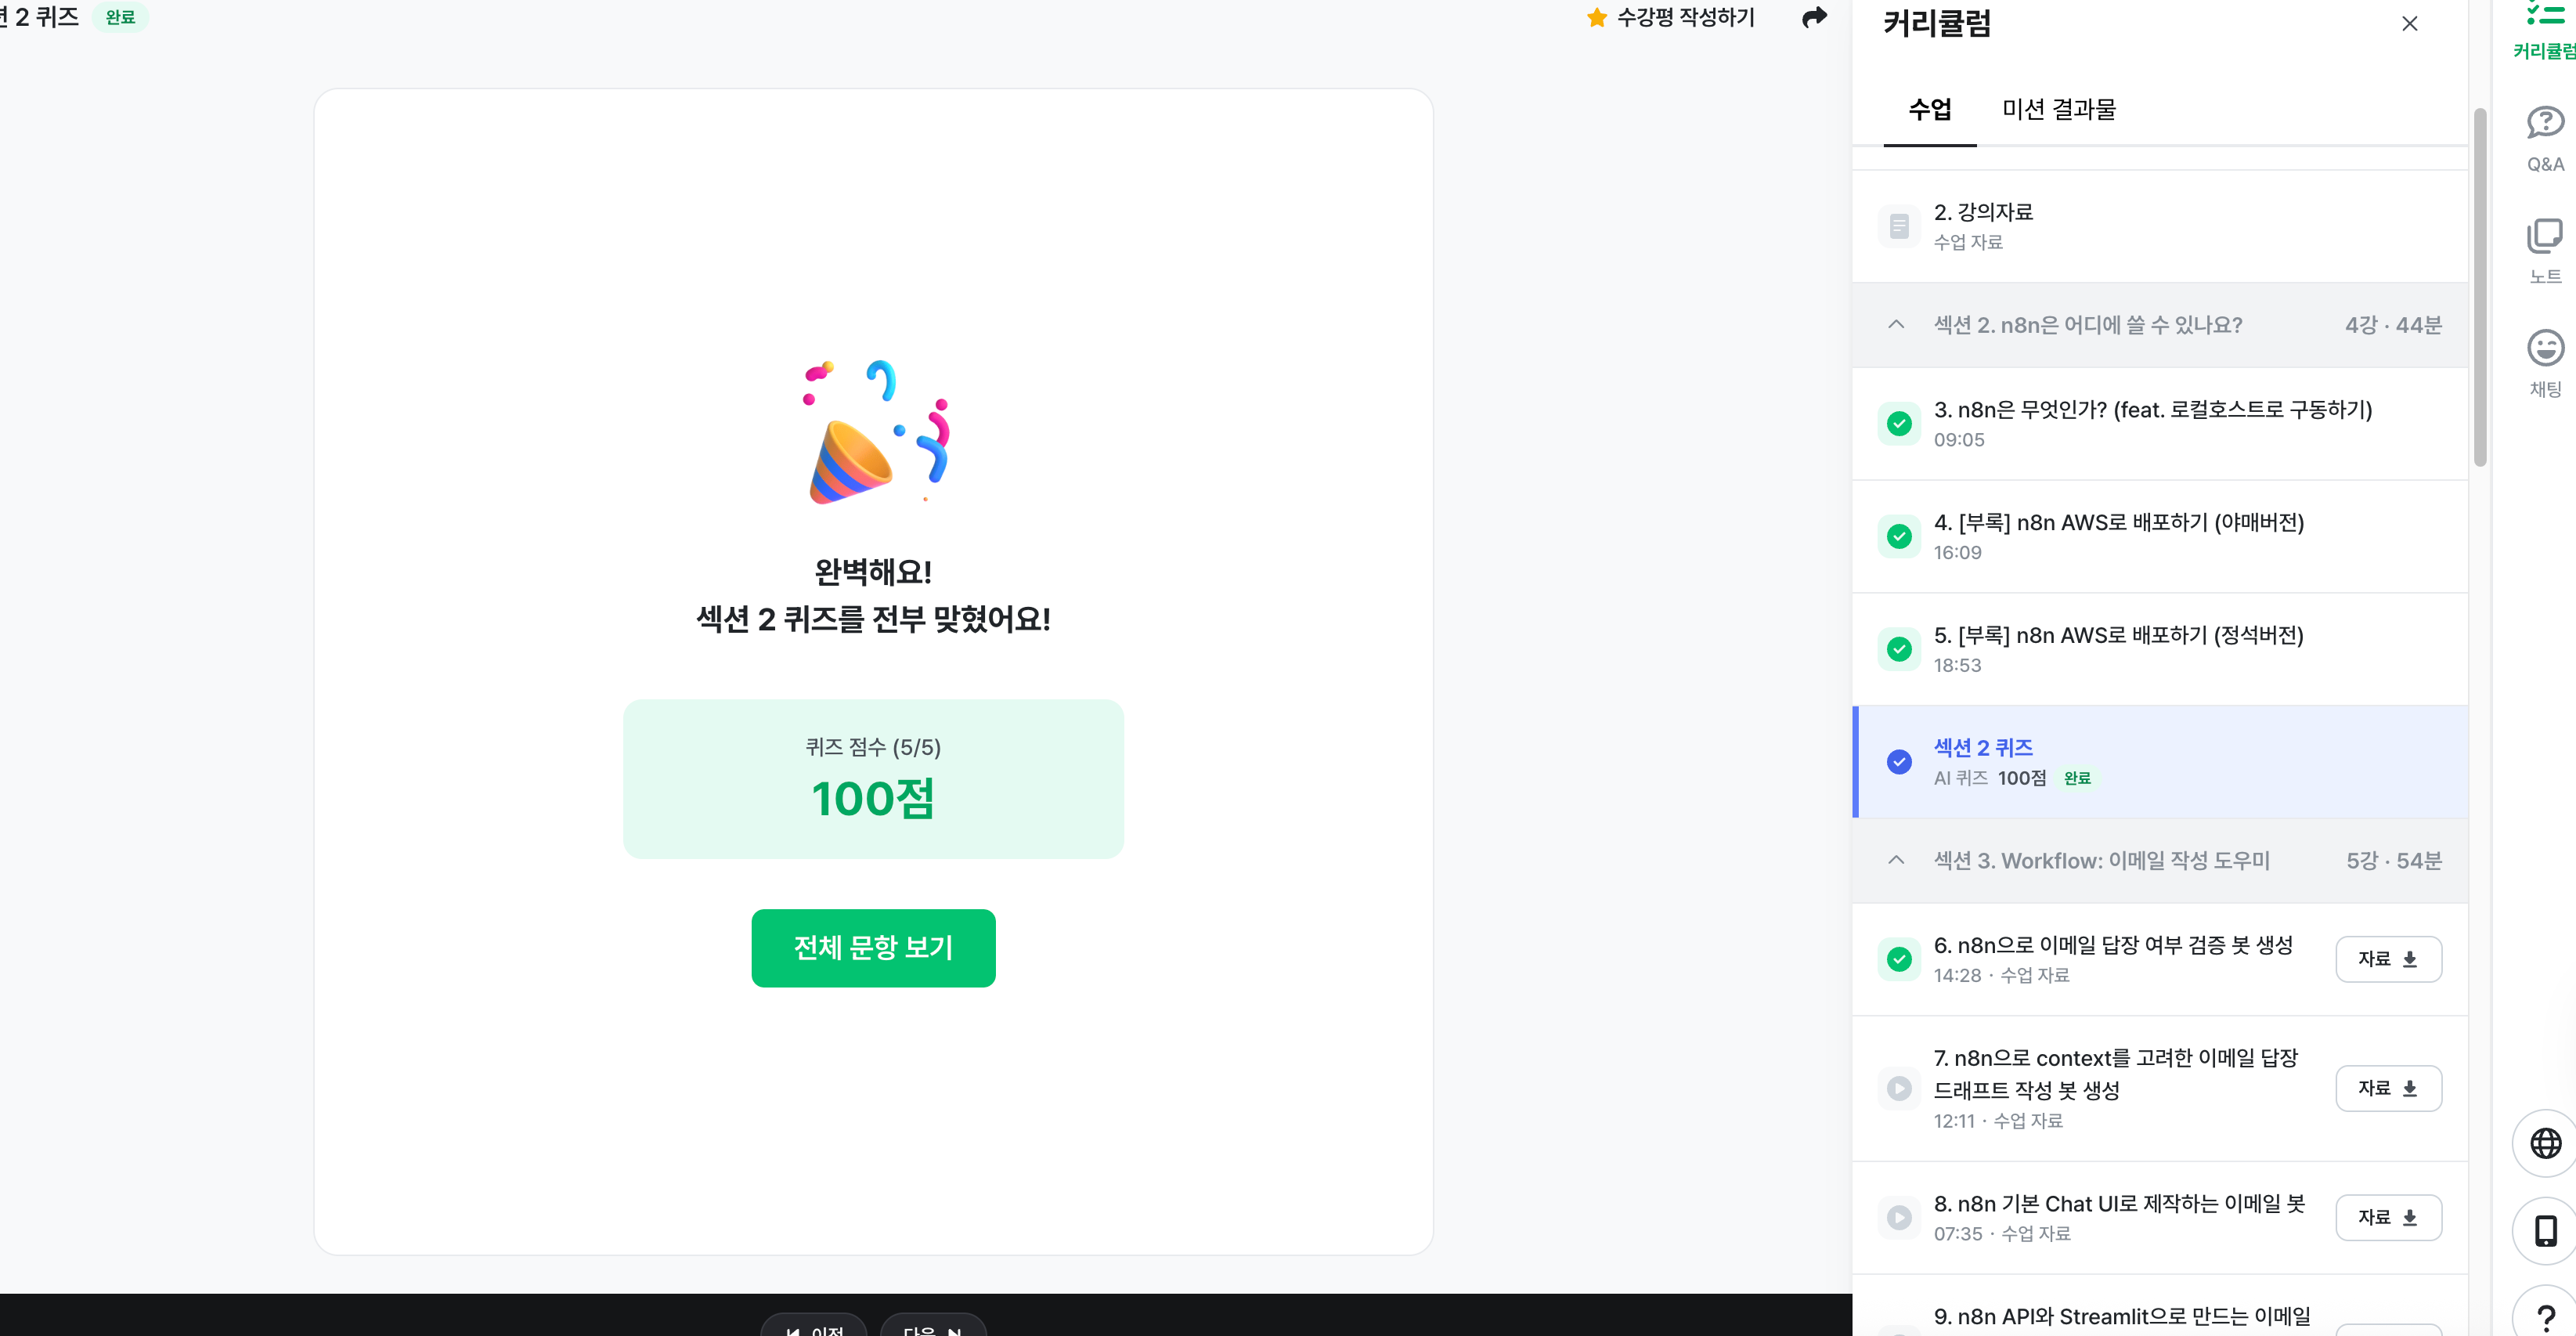 2 퀴즈 완료
수강평 작성하기
완벽해요!
섹션 2 퀴즈를 전부 맞혔어요!
퀴즈 점수 (5/5)
100점
전체 문항 보기
이전
다음
커리큘럼
수업 미션 결과물
2. 강의자료
수업 자료
섹션 2. n8n은 어디에 쓸 수 있나요? 4강 · 44분
3. n8n은 무엇인가? (feat. 로컬호스트로 구동하기)
09:05
4. [부록] n8n AWS로 배포하기 (야매버전)
16:09
5. [부록] n8n AWS로 배포하기 (정석버전)
18:53
섹션 2 퀴즈
AI 퀴즈 100점 완료
섹션 3. Workflow: 이메일 작성 도우미 5강 · 54분
6. n8n으로 이메일 답장 여부 검증 봇 생성
14:28 · 수업 자료
자료
7. n8n으로 context를 고려한 이메일 답장
드래프트 작성 봇 생성
12:11 · 수업 자료
자료
8. n8n 기본 Chat UI로 제작하는 이메일 봇
07:35 · 수업 자료
자료
9. n8n API와 Streamlit으로 만드는 이메일
커리큘럼
Q&A
노트
채팅